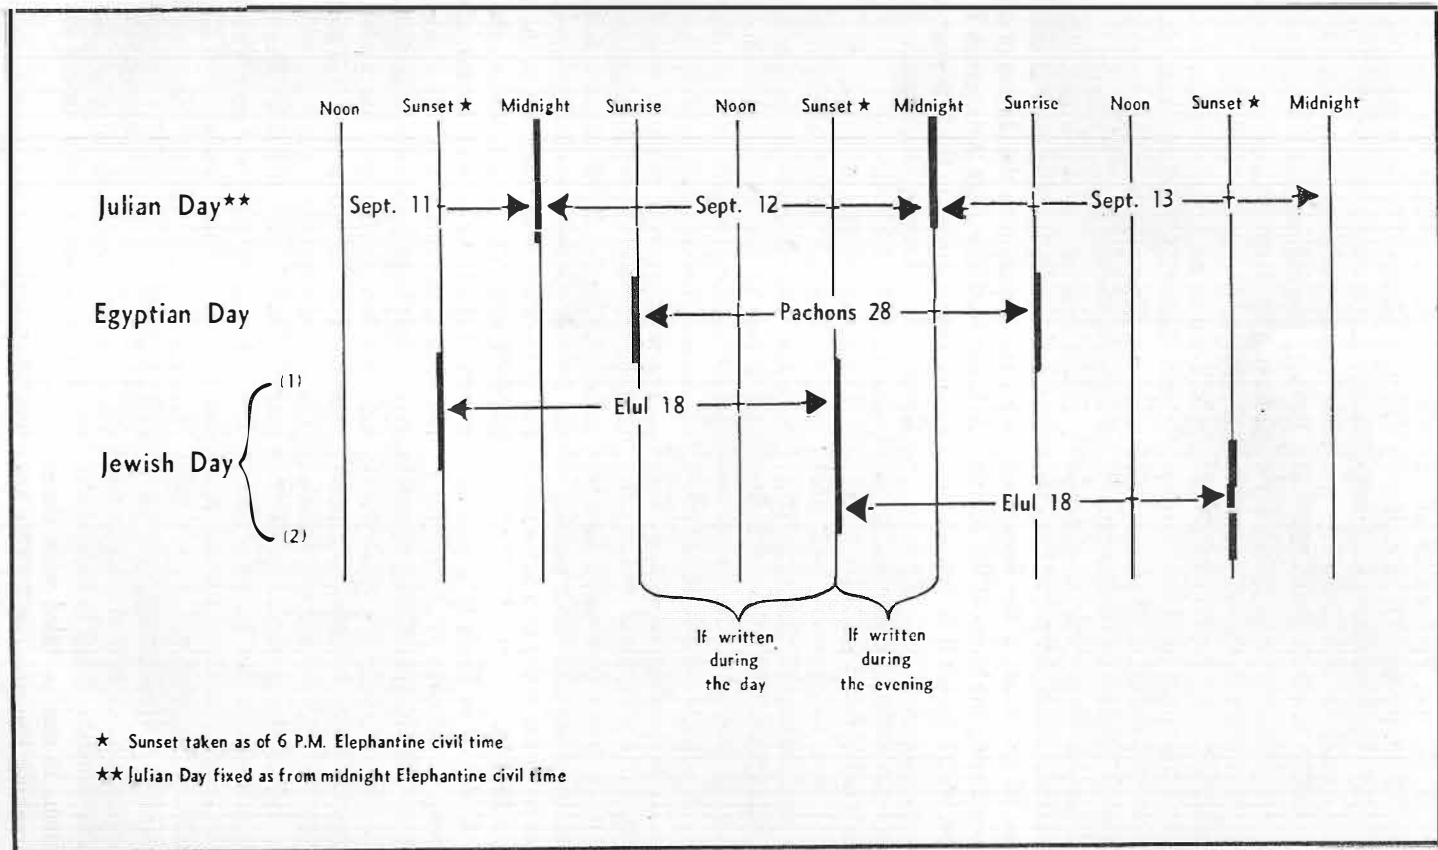 Noon Sunset ★ Midnight Sunrise Noon Sunset ★ Midnight Sunrise Noon Sunset ★ Midnight
Julian Day★★ Sept. 11 Sept. 12 Sept. 13
Egyptian Day Pachons 28
(1)
Elul 18
Jewish Day
Elul 18
(2)
If written
during
the day
If written
during
the evening
★ Sunset taken as of 6 P.M. Elephantine civil time
★★ Julian Day fixed as from midnight Elephantine civil time